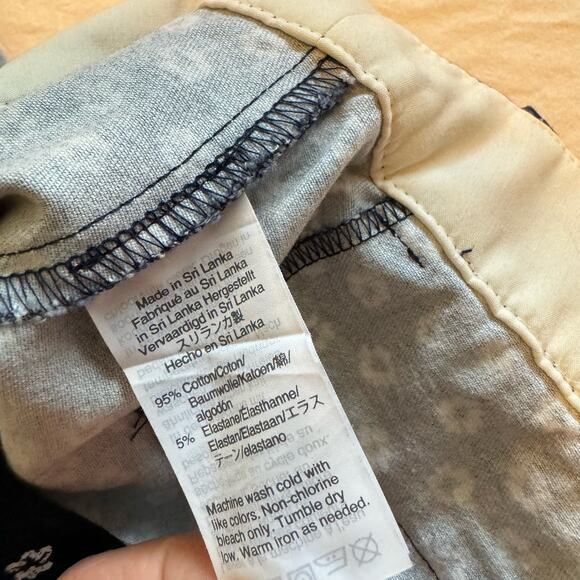 Made in Sri Lanka
Fabriqué au Sri Lanka
in Sri Lanka Hergestellt
Vervaardigd in Sri Lanka
スリランカ製
Hecho en Sri Lanka
95% Cotton/Coton/
Baumwolle/Katoen/綿/
algodón
5% Elastane/Elasthanne/
Elastan/Elastaan/エラス
テーン/elastano
Machine wash cold with
like colors. Non-chlorine
bleach only. Tumble dry
low. Warm iron as needed.